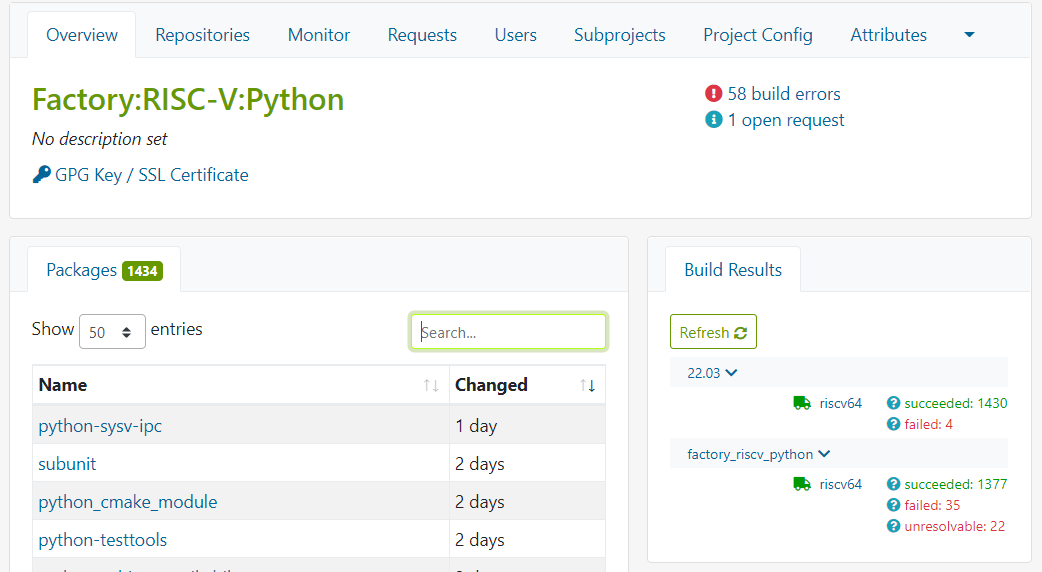 Overview Repositories Monitor Requests Users Subprojects Project Config Attributes
Factory:RISC-V:Python
No description set
GPG Key / SSL Certificate
58 build errors
1 open request
Packages 1434
Show 50 entries
Search...
Name Changed
python-sysv-ipc 1 day
subunit 2 days
python_cmake_module 2 days
python-testtools 2 days
Build Results
Refresh
22.03
riscv64 succeeded: 1430
failed: 4
factory_riscv_python
riscv64 succeeded: 1377
failed: 35
unresolvable: 22